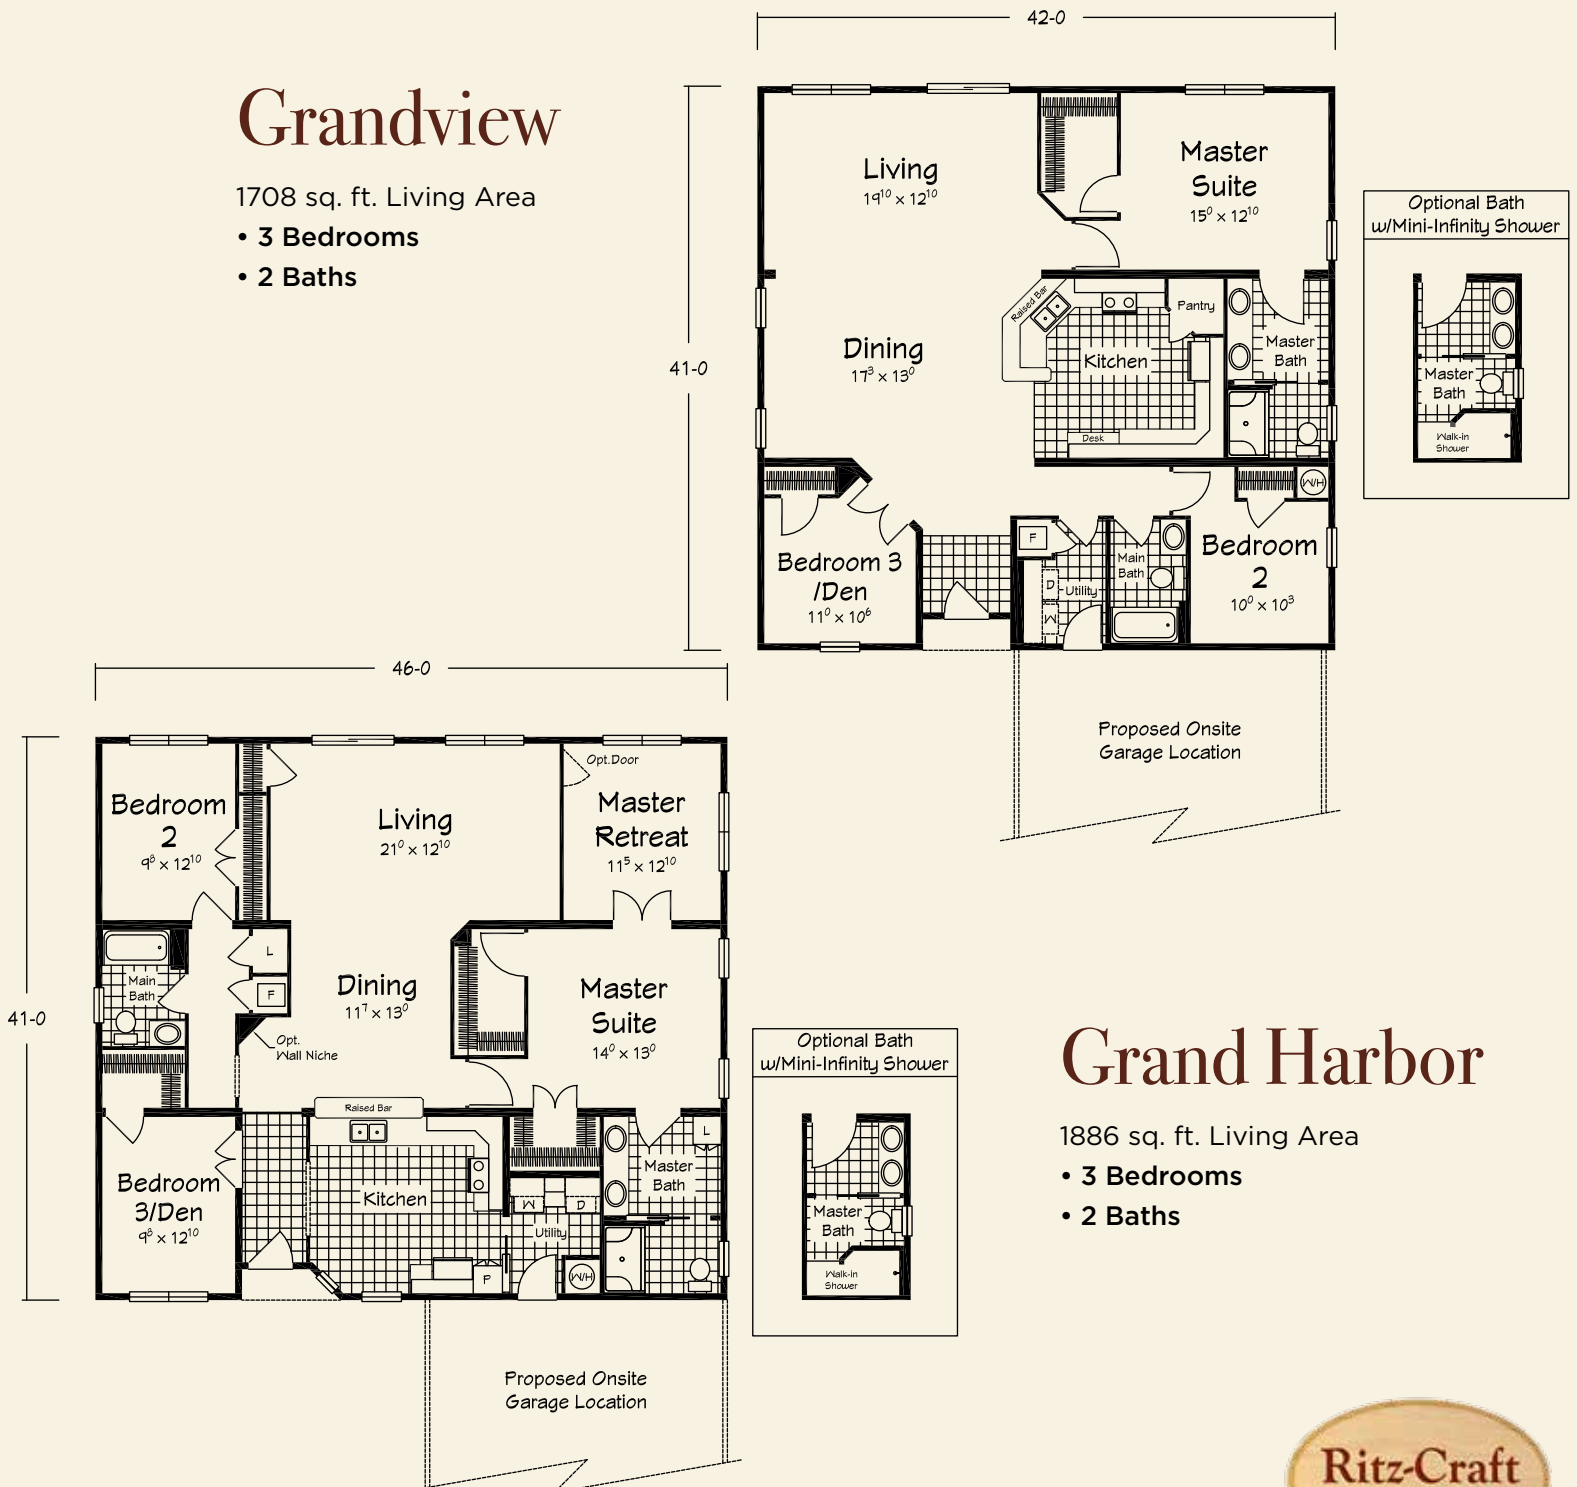 42-0
Grandview
1708 sq. ft. Living Area
• 3 Bedrooms
• 2 Baths
41-0
Living
19¹⁰ x 12¹⁰
Master
Suite
15⁰ x 12¹⁰
Raised Bar
Pantry
Dining
17³ x 13⁰
Kitchen
Master
Bath
Desk
W/H
Bedroom 3
/Den
11⁰ x 10⁶
F
D
W
Utility
Main
Bath
Bedroom
2
10⁰ x 10³
Proposed Onsite
Garage Location
Optional Bath
w/Mini-Infinity Shower
Master
Bath
Walk-in
Shower
46-0
41-0
Bedroom
2
9⁸ x 12¹⁰
Living
21⁰ x 12¹⁰
Opt.Door
Master
Retreat
11⁵ x 12¹⁰
L
Main
Bath
F
Opt.
Wall Niche
Dining
11⁷ x 13⁰
Master
Suite
14⁰ x 13⁰
Raised Bar
L
Bedroom
3/Den
9⁸ x 12¹⁰
Kitchen
Master
Bath
W
D
Utility
P
W/H
Proposed Onsite
Garage Location
Optional Bath
w/Mini-Infinity Shower
Master
Bath
Walk-in
Shower
Grand Harbor
1886 sq. ft. Living Area
• 3 Bedrooms
• 2 Baths
Ritz-Craft